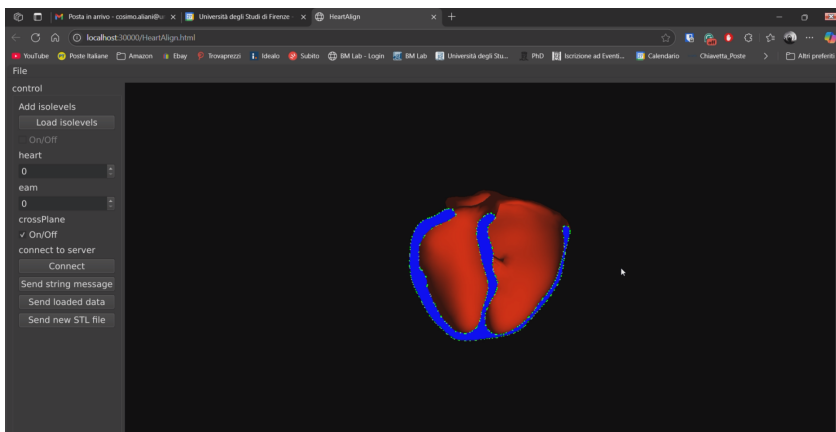 Posta in arrivo - cosimo.aliani@u
Università degli Studi di Firenze
HeartAlign
localhost:30000/HeartAlign.html
YouTube Poste Italiane Amazon Ebay Trovaprezzi Idealo Subito BM Lab - Login BM Lab Università degli Stu... PhD Iscrizione ad Eventi... Calendario Chiavetta_Poste Altri preferiti
File
control
Add isolevels
Load isolevels
On/Off
heart
0
eam
0
crossPlane
On/Off
connect to server
Connect
Send string message
Send loaded data
Send new STL file